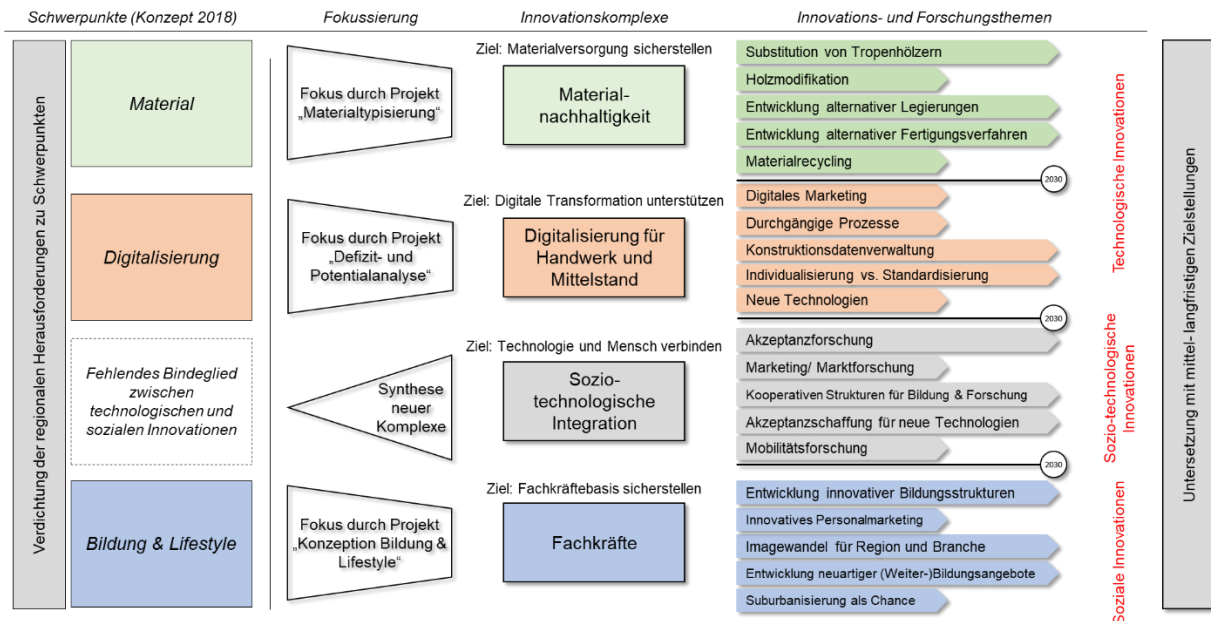 Schwerpunkte (Konzept 2018)
Fokussierung
Innovationskomplexe
Innovations- und Forschungsthemen
Verdichtung der regionalen Herausforderungen zu Schwerpunkten
Material
Fokus durch Projekt
„Materialtypisierung“
Ziel: Materialversorgung sicherstellen
Material-
nachhaltigkeit
Substitution von Tropenhölzern
Holzmodifikation
Entwicklung alternativer Legierungen
Entwicklung alternativer Fertigungsverfahren
Materialrecycling
2030
Digitalisierung
Fokus durch Projekt
„Defizit- und
Potentialanalyse“
Ziel: Digitale Transformation unterstützen
Digitalisierung für
Handwerk und
Mittelstand
Digitales Marketing
Durchgängige Prozesse
Konstruktionsdatenverwaltung
Individualisierung vs. Standardisierung
Neue Technologien
2030
Technologische Innovationen
Fehlendes Bindeglied
zwischen
technologischen und
sozialen Innovationen
Synthese
neuer
Komplexe
Ziel: Technologie und Mensch verbinden
Sozio-
technologische
Integration
Akzeptanzforschung
Marketing/ Marktforschung
Kooperativen Strukturen für Bildung & Forschung
Akzeptanzschaffung für neue Technologien
Mobilitätsforschung
2030
Sozio-technologische
Innovationen
Bildung & Lifestyle
Fokus durch Projekt
„Konzeption Bildung &
Lifestyle“
Ziel: Fachkräftebasis sicherstellen
Fachkräfte
Entwicklung innovativer Bildungsstrukturen
Innovatives Personalmarketing
Imagewandel für Region und Branche
Entwicklung neuartiger (Weiter-)Bildungsangebote
Suburbanisierung als Chance
Soziale Innovationen
Untersetzung mit mittel- langfristigen Zielstellungen